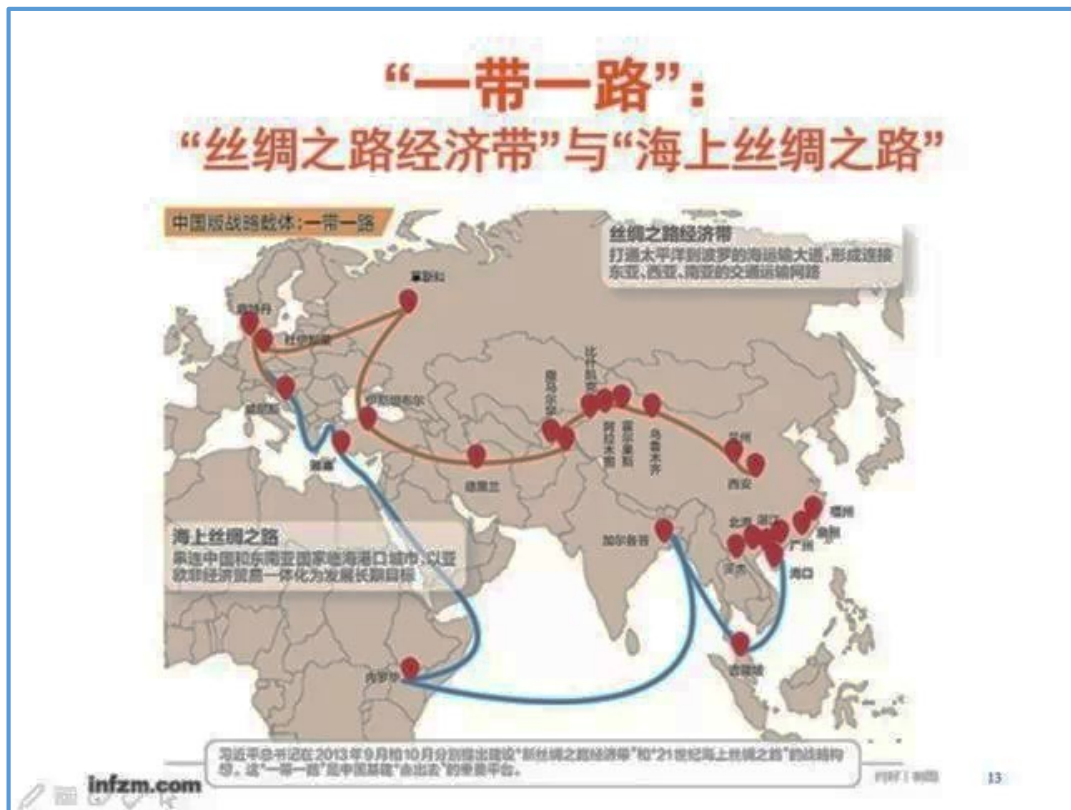 “一带一路”:
“丝绸之路经济带”与“海上丝绸之路”
中国版战略载体:一带一路
丝绸之路经济带
打通太平洋到波罗的海运输大道,形成连接
东亚、西亚、南亚的交通运输网路
莫斯科
鹿特丹
杜伊斯堡
威尼斯
伊斯坦布尔
雅典
德黑兰
撒马尔罕
比什凯克
阿拉木图
霍尔果斯
乌鲁木齐
兰州
西安
海上丝绸之路
串连中国和东南亚国家临海港口城市,以亚
欧非经济贸易一体化为发展长期目标
加尔各答
北海
湛江
福州
泉州
广州
海口
河内
吉隆坡
内罗毕
习近平总书记在2013年9月和10月分别提出建设“新丝绸之路经济带”和“21世纪海上丝绸之路”的战略构
想。这“一带一路”是中国基建“走出去”的重要平台。
infzm.com
13